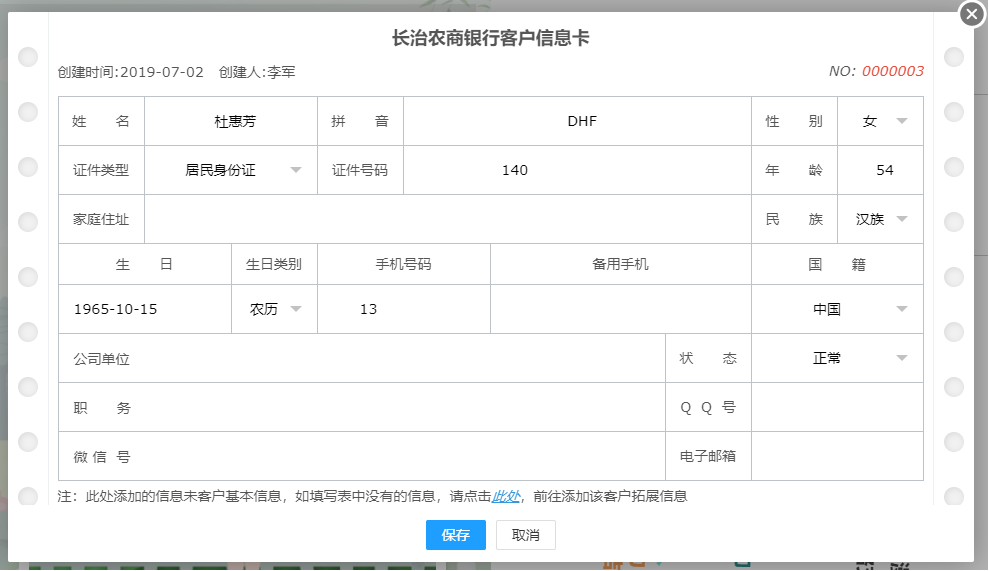 长治农商银行客户信息卡
创建时间:2019-07-02 创建人:李军 NO: 0000003
姓 名 杜惠芳 拼 音 DHF 性 别 女
证件类型 居民身份证 证件号码 140 年 龄 54
家庭住址 民 族 汉族
生 日 生日类别 手机号码 备用手机 国 籍
1965-10-15 农历 13 中国
公司单位 状 态 正常
职 务 Q Q 号
微 信 号 电子邮箱
注：此处添加的信息未客户基本信息，如填写表中没有的信息，请点击此处，前往添加该客户拓展信息
保存 取消